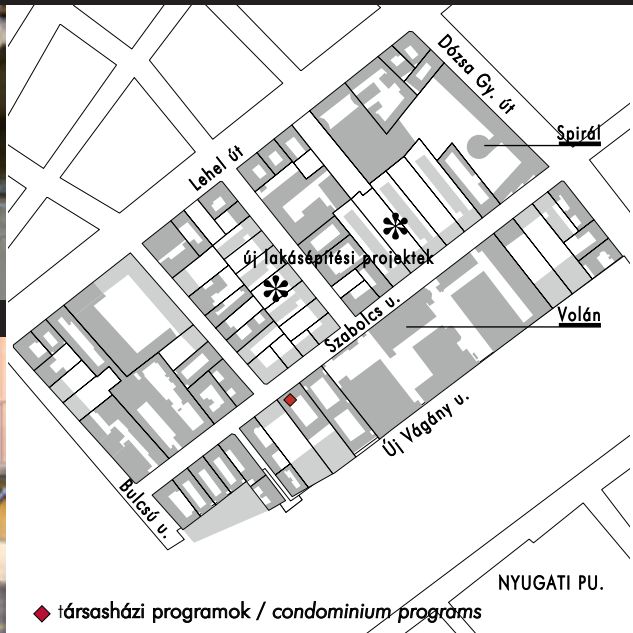 Dózsa Gy. út
Spirál
Lehel út
új lakásépítési projektek
Volán
Szabolcs u.
Új Vágány u.
Bulcsú u.
NYUGATI PU.
társasházi programok / condominium programs